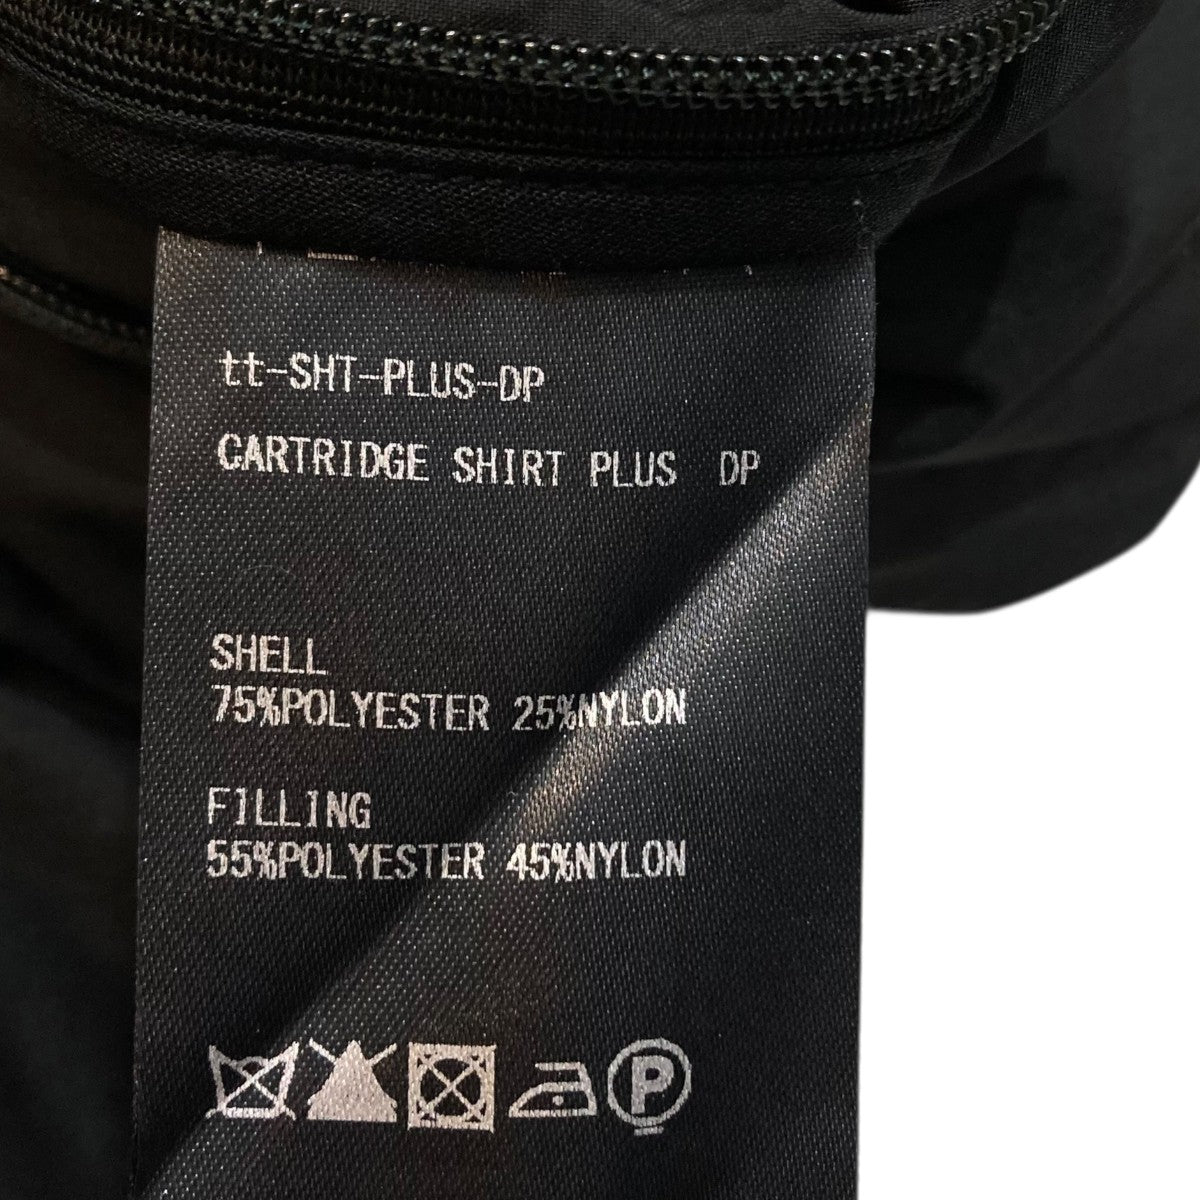 tt-SHT-PLUS-DP
CARTRIDGE SHIRT PLUS DP
SHELL
75%POLYESTER 25%NYLON
FILLING
55%POLYESTER 45%NYLON
P